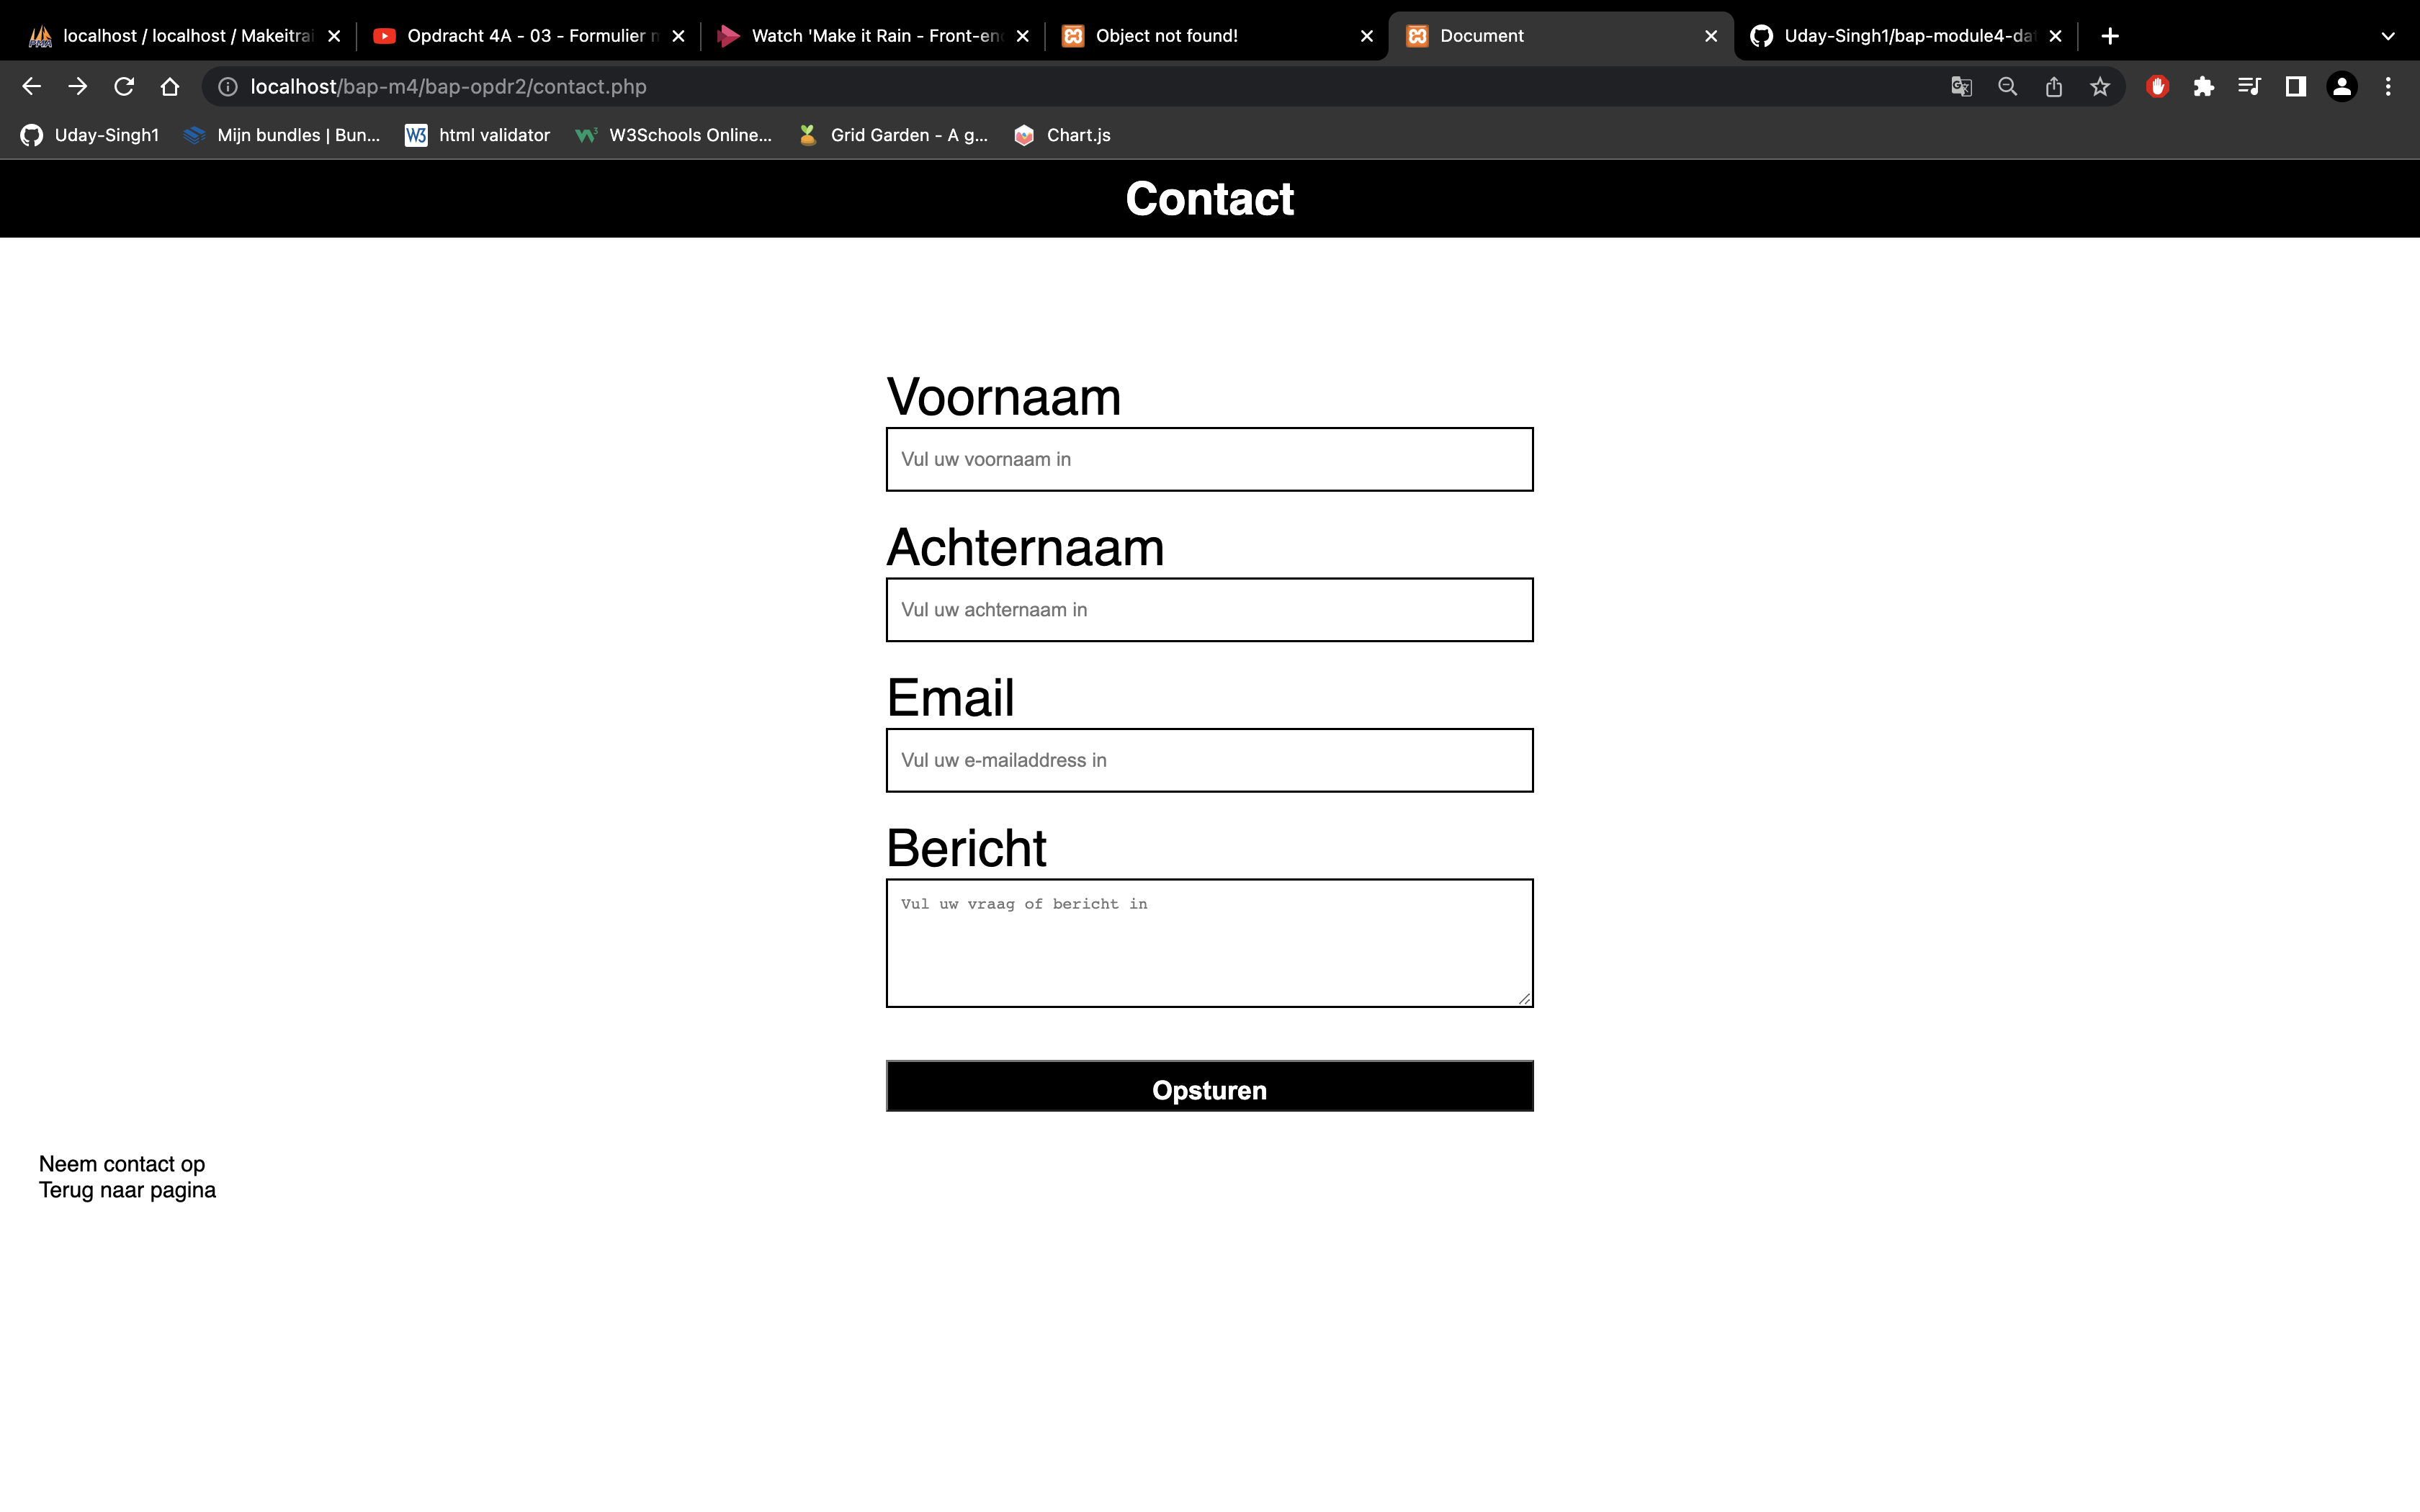 localhost / localhost / Makeitrai
Opdracht 4A - 03 - Formulier m
Watch 'Make it Rain - Front-en
Object not found!
Document
Uday-Singh1/bap-module4-da
localhost/bap-m4/bap-opdr2/contact.php
Uday-Singh1
Mijn bundles | Bun...
html validator
W3Schools Online...
Grid Garden - A g...
Chart.js
Contact
Voornaam
Vul uw voornaam in
Achternaam
Vul uw achternaam in
Email
Vul uw e-mailaddress in
Bericht
Vul uw vraag of bericht in
Opsturen
Neem contact op
Terug naar pagina